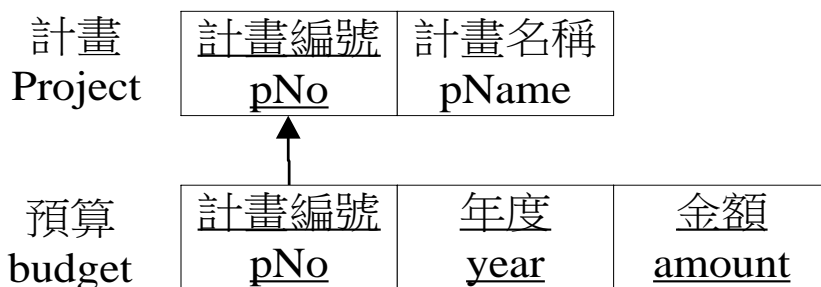 計畫 計畫編號 計畫名稱
Project pNo pName
預算 計畫編號 年度 金額
budget pNo year amount